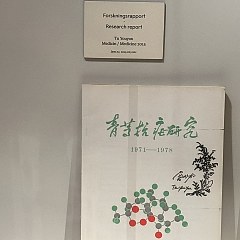 Forskningsrapport
Research report
Tu Youyou
Medicin / Medicine 2015
青蒿抗疟研究
1971—1978